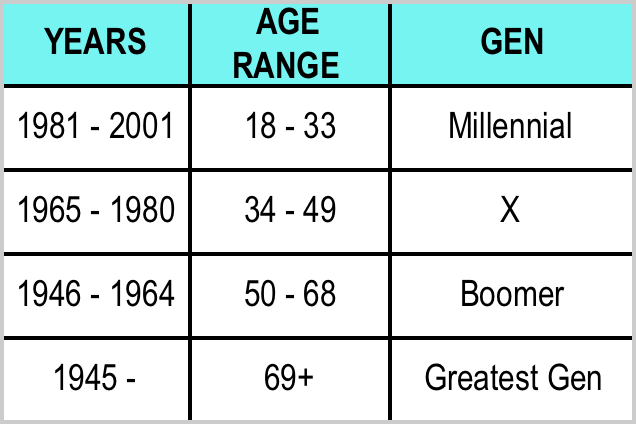 YEARS AGE RANGE GEN
1981 - 2001 18 - 33 Millennial
1965 - 1980 34 - 49 X
1946 - 1964 50 - 68 Boomer
1945 - 69+ Greatest Gen